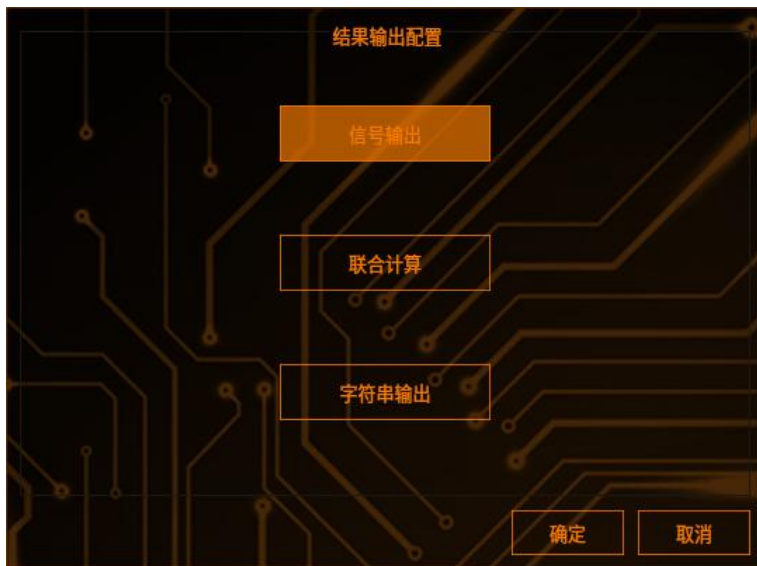 结果输出配置
信号输出
联合计算
字符串输出
确定
取消